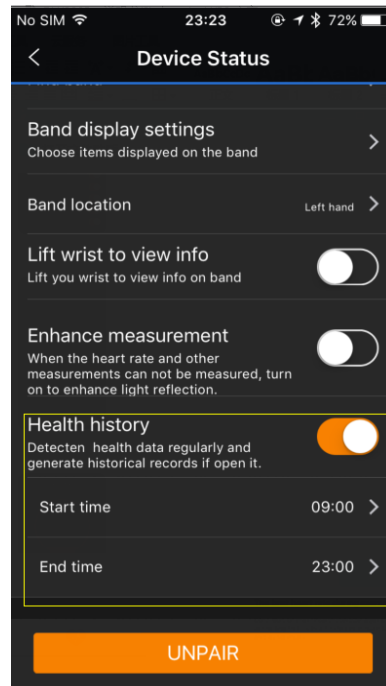 No SIM 23:23 72%
Device Status
Band display settings
Choose items displayed on the band
Band location Left hand
Lift wrist to view info
Lift you wrist to view info on band
Enhance measurement
When the heart rate and other
measurements can not be measured, turn
on to enhance light reflection.
Health history
Detecten health data regularly and
generate historical records if open it.
Start time 09:00
End time 23:00
UNPAIR